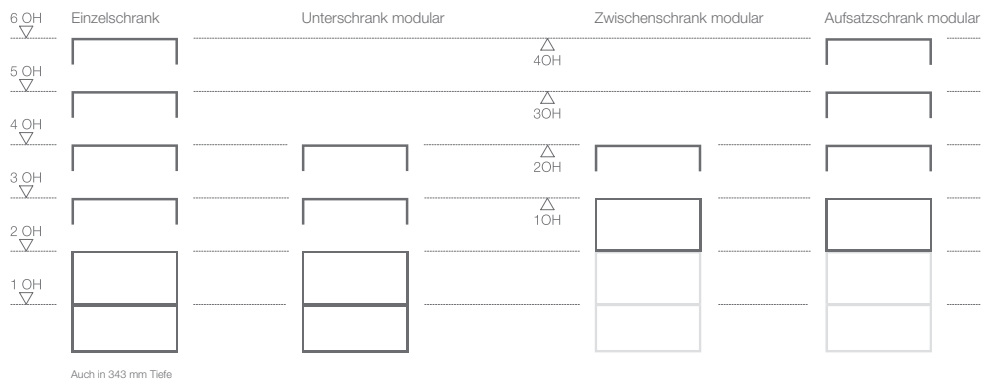 6 OH
Einzelschrank
Unterschrank modular
Zwischenschrank modular
Aufsatzschrank modular
4OH
5 OH
3OH
4 OH
2OH
3 OH
1OH
2 OH
1 OH
Auch in 343 mm Tiefe